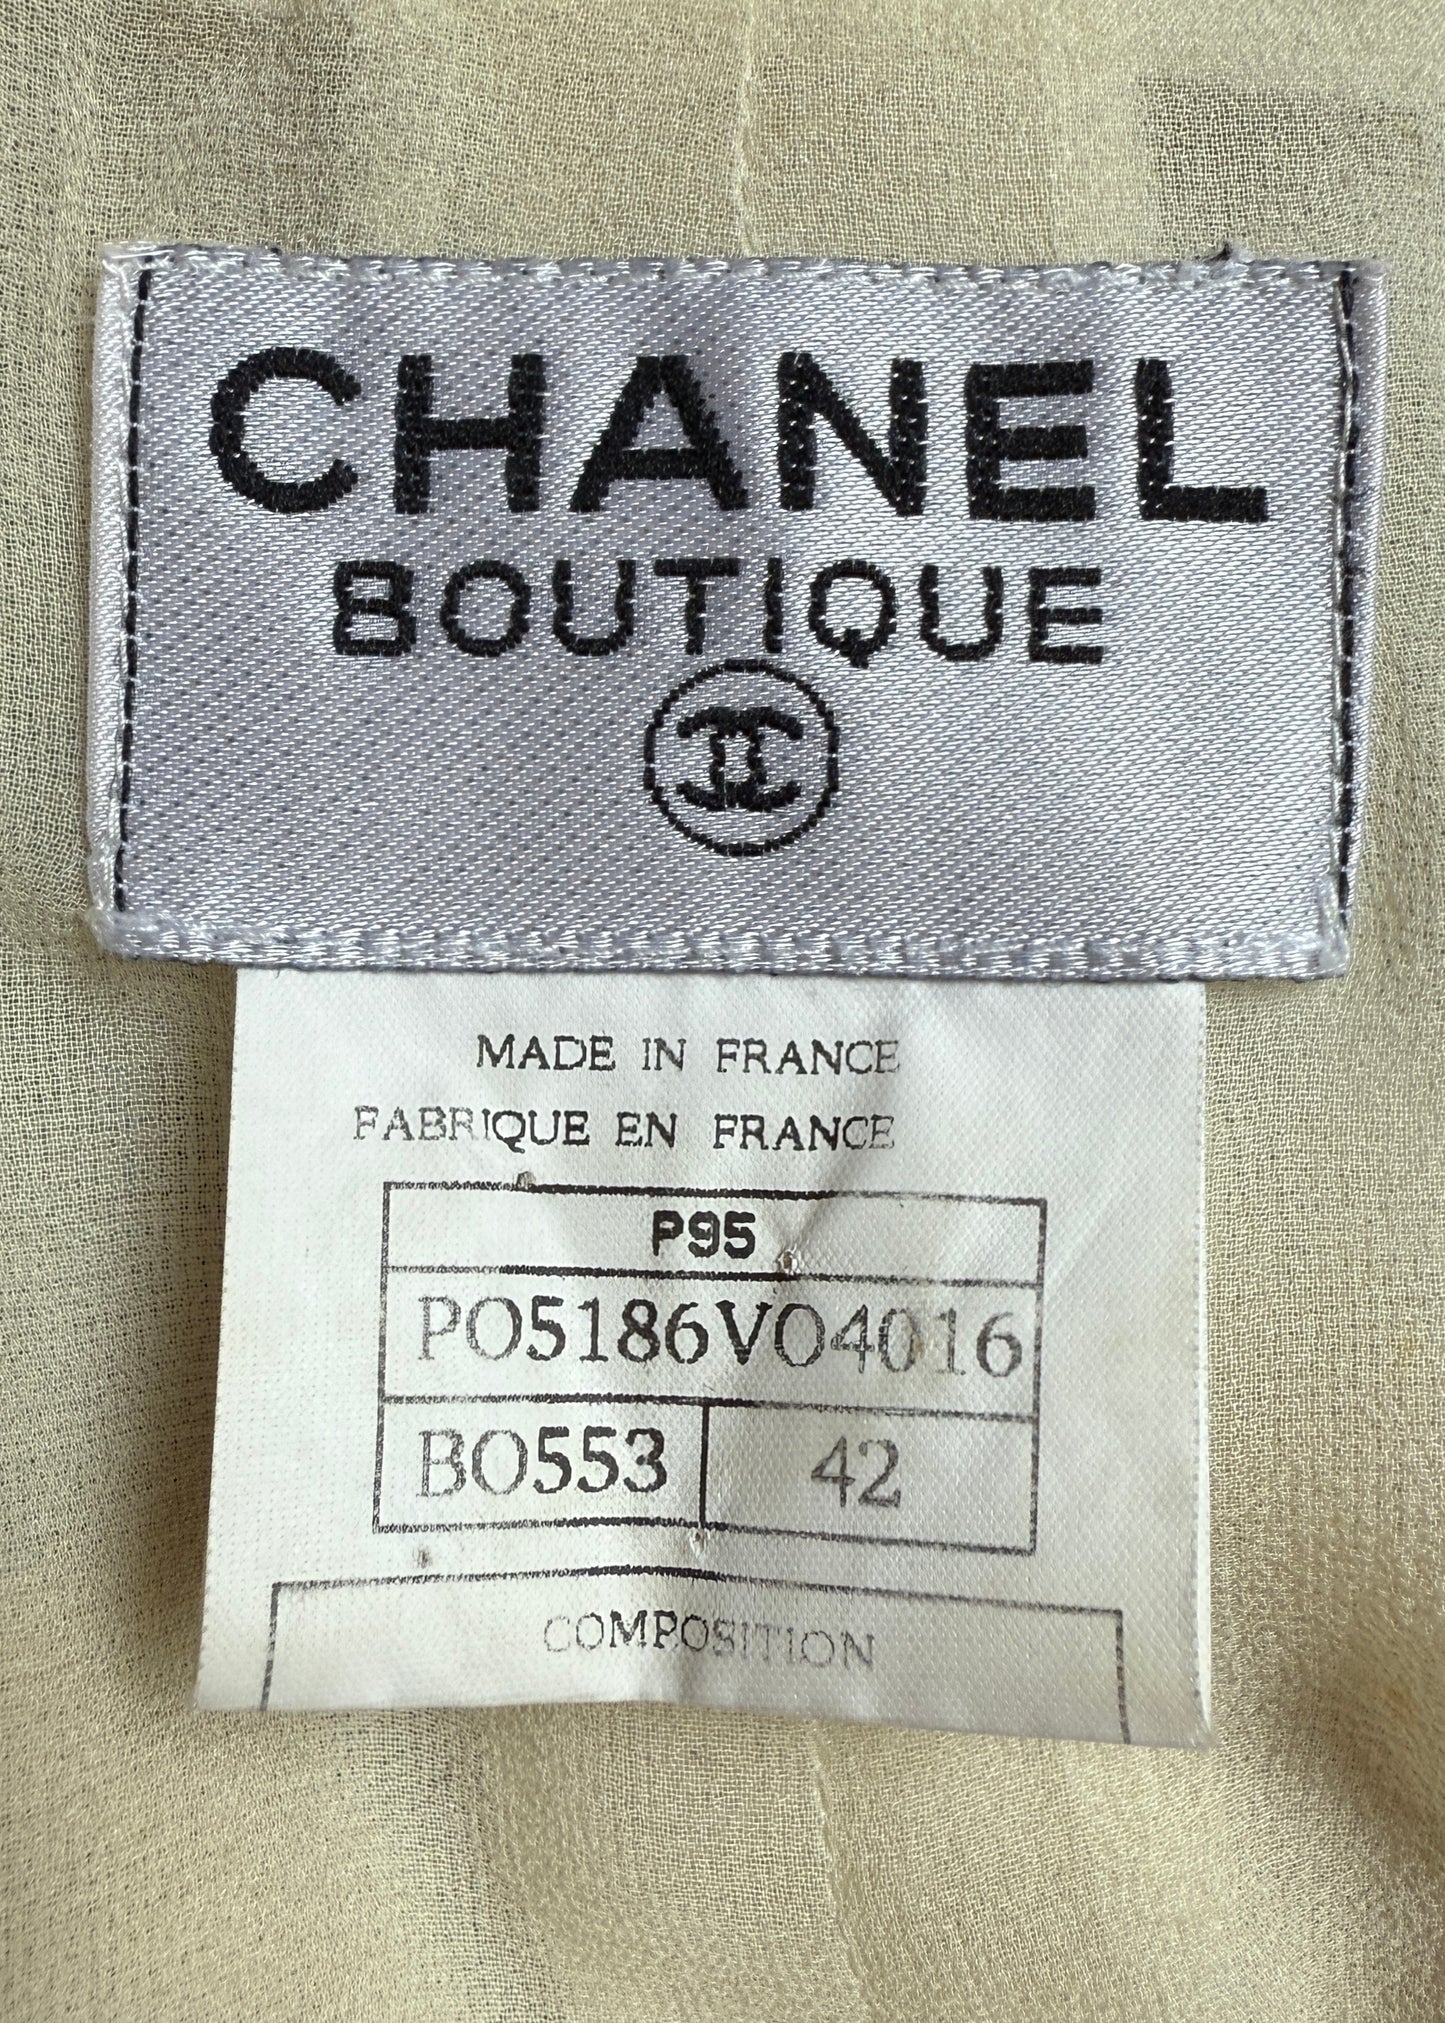 CHANEL
BOUTIQUE
MADE IN FRANCE
FABRIQUE EN FRANCE
P95
PO5186VO4016
BO553 42
COMPOSITION